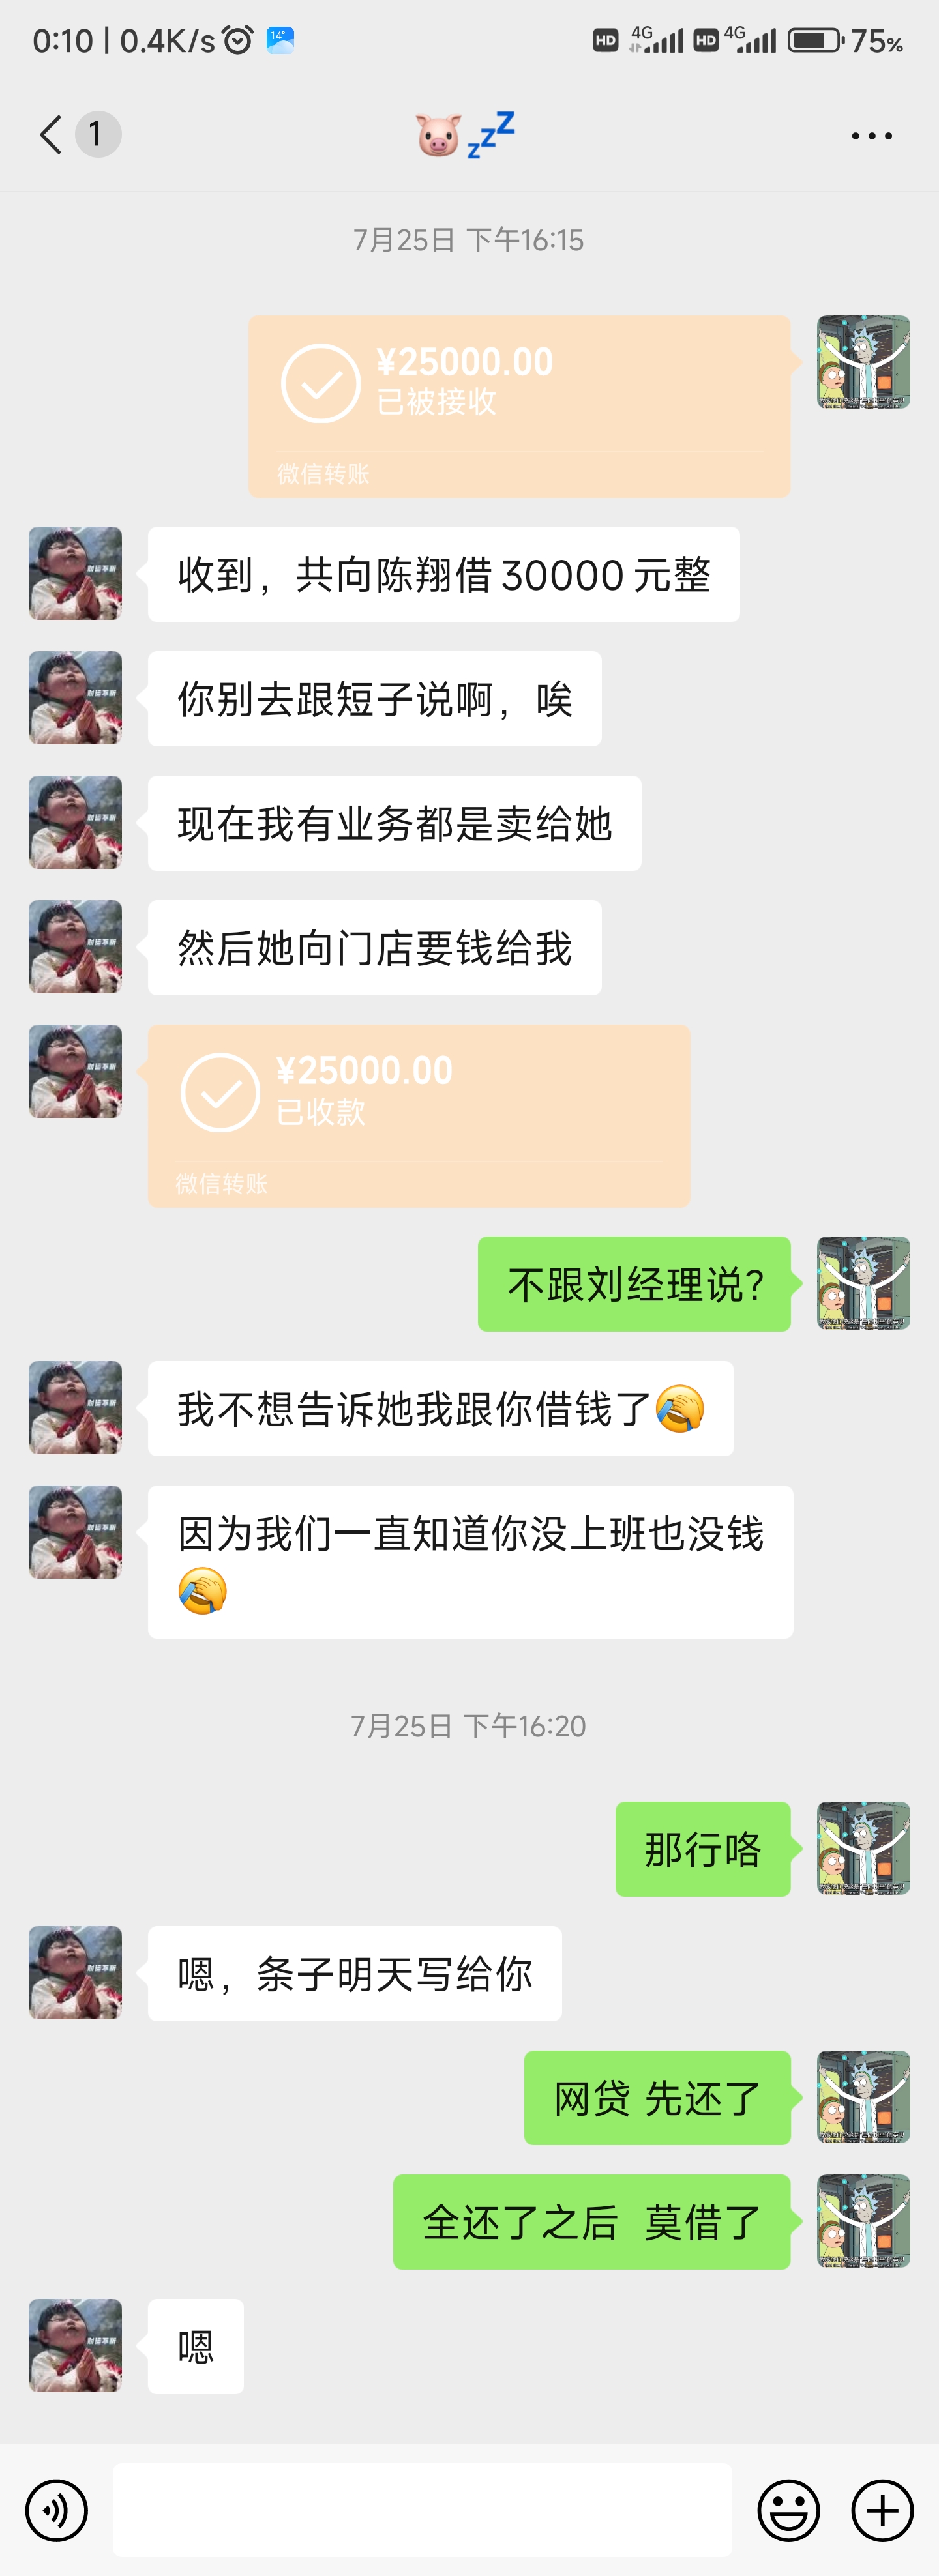 0:10 | 0.4K/s 14° HD 4G HD 4G 75%
1 🐷💤
7月25日 下午16:15
¥25000.00
已被接收
微信转账
收到，共向陈翔借30000元整
你别去跟短子说啊，唉
现在我有业务都是卖给她
然后她向门店要钱给我
¥25000.00
已收款
微信转账
不跟刘经理说？
我不想告诉她我跟你借钱了
因为我们一直知道你没上班也没钱
7月25日 下午16:20
那行咯
嗯，条子明天写给你
网贷 先还了
全还了之后 莫借了
嗯